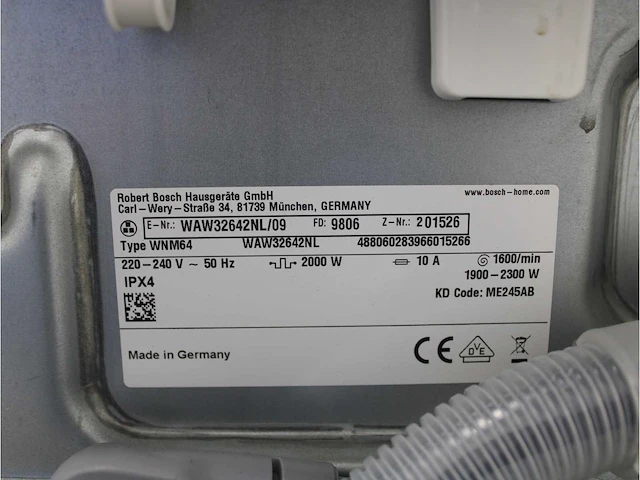 Robert Bosch Hausgeräte GmbH www.bosch-home.com
Carl-Wery-Straße 34, 81739 München, GERMANY
E-Nr.: WAW32642NL/09 FD: 9806 Z-Nr.: 201526
Type WNM64 WAW32642NL 488060283966015266
220-240 V ~ 50 Hz 2000 W 10 A 1600/min
1900-2300 W
IPX4
KD Code: ME245AB
Made in Germany CE DVE